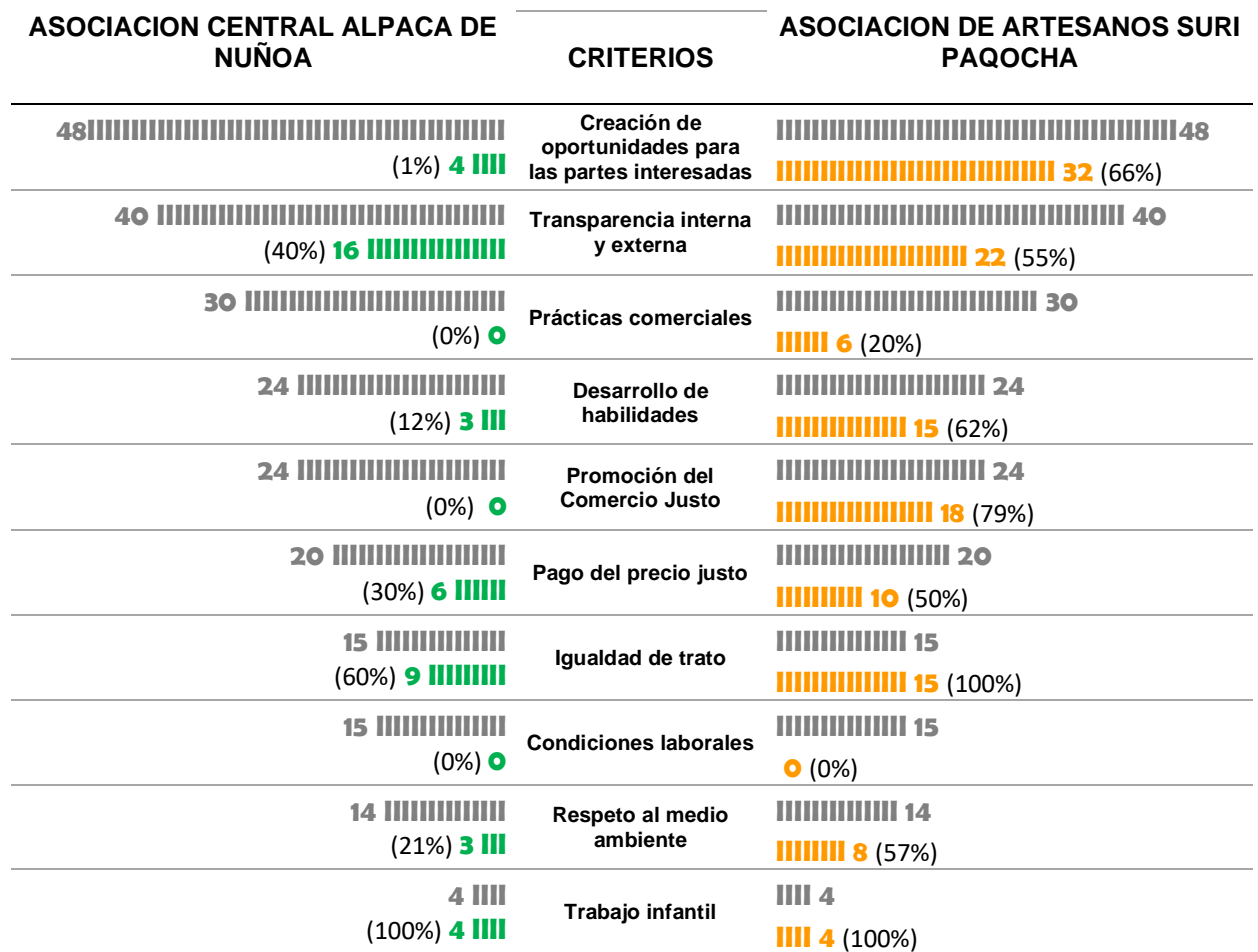 ASOCIACION CENTRAL ALPACA DE
NUÑOA
CRITERIOS
ASOCIACION DE ARTESANOS SURI
PAQOCHA
48
(1%) 4
Creación de
oportunidades para
las partes interesadas
48
32 (66%)
40
(40%) 16
Transparencia interna
y externa
40
22 (55%)
30
(0%) 0
Prácticas comerciales
30
6 (20%)
24
(12%) 3
Desarrollo de
habilidades
24
15 (62%)
24
(0%) 0
Promoción del
Comercio Justo
24
18 (79%)
20
(30%) 6
Pago del precio justo
20
10 (50%)
15
(60%) 9
Igualdad de trato
15
15 (100%)
15
(0%) 0
Condiciones laborales
15
0 (0%)
14
(21%) 3
Respeto al medio
ambiente
14
8 (57%)
4
(100%) 4
Trabajo infantil
4
4 (100%)